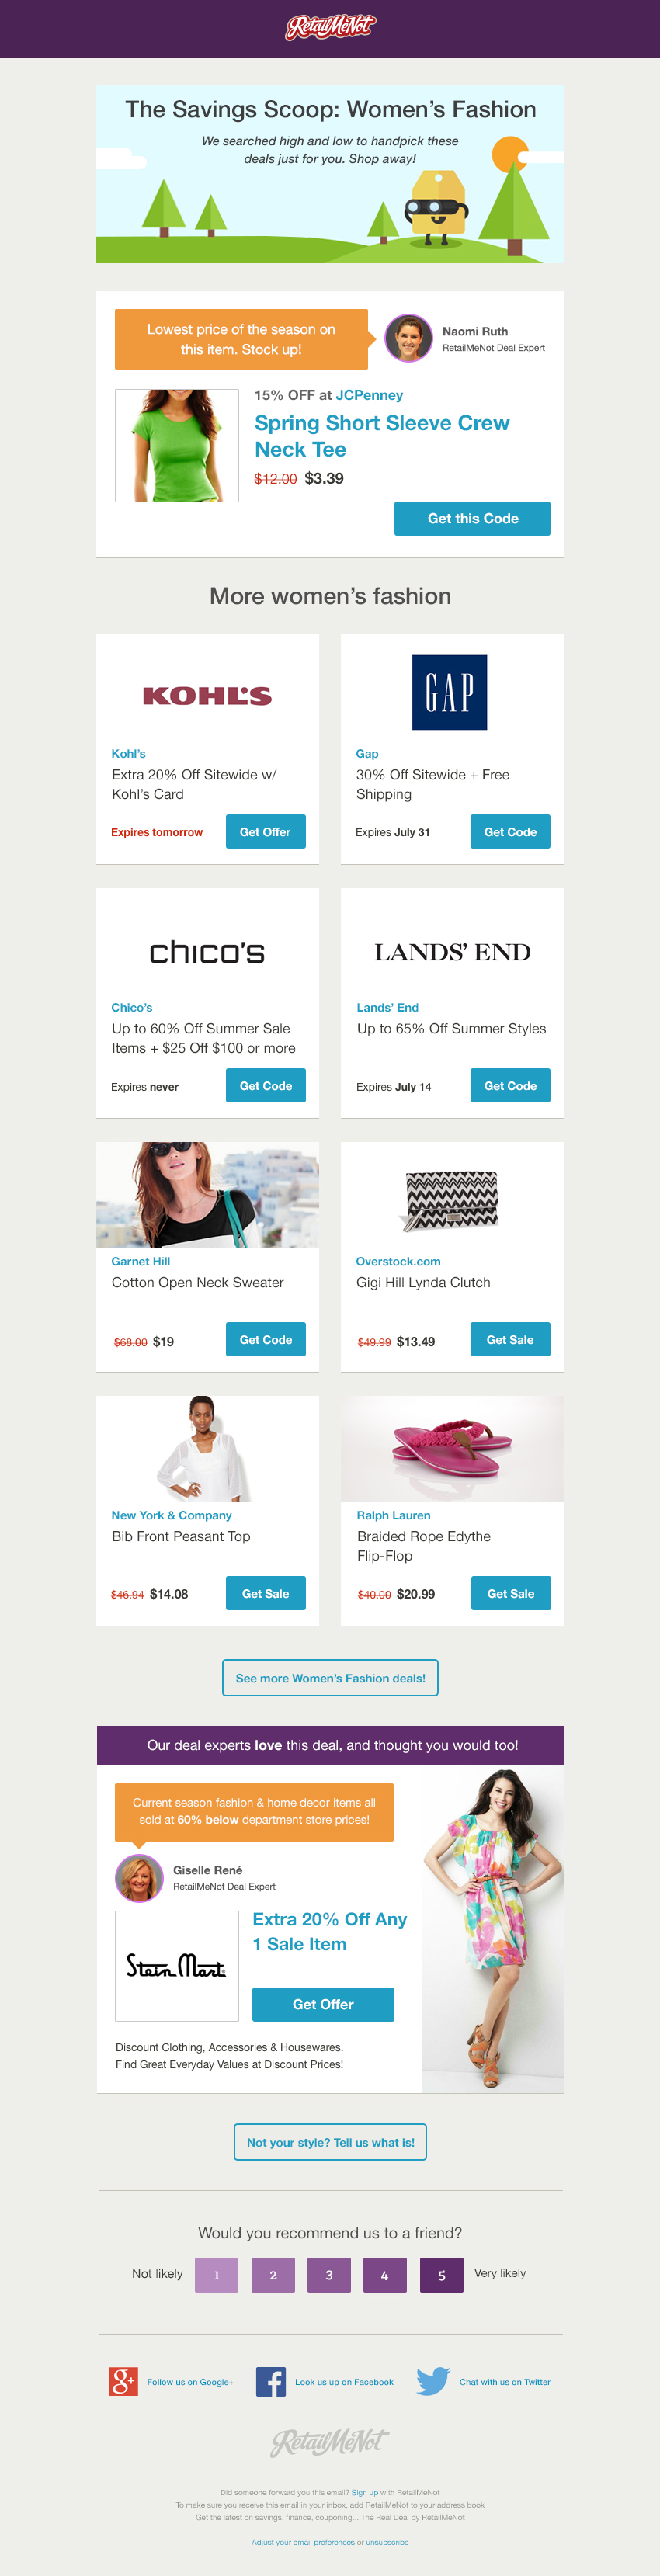 RetailMeNot
The Savings Scoop: Women's Fashion
We searched high and low to handpick these
deals just for you. Shop away!
Lowest price of the season on
this item. Stock up!
Naomi Ruth
RetailMeNot Deal Expert
15% OFF at JCPenney
Spring Short Sleeve Crew
Neck Tee
$12.00 $3.39
Get this Code
More women's fashion
KOHL'S
Kohl's
Extra 20% Off Sitewide w/
Kohl's Card
Expires tomorrow
Get Offer
GAP
Gap
30% Off Sitewide + Free
Shipping
Expires July 31
Get Code
chico's
Chico's
Up to 60% Off Summer Sale
Items + $25 Off $100 or more
Expires never
Get Code
LANDS' END
Lands' End
Up to 65% Off Summer Styles
Expires July 14
Get Code
Garnet Hill
Cotton Open Neck Sweater
$68.00 $19
Get Code
Overstock.com
Gigi Hill Lynda Clutch
$49.99 $13.49
Get Sale
New York & Company
Bib Front Peasant Top
$46.94 $14.08
Get Sale
Ralph Lauren
Braided Rope Edythe
Flip-Flop
$40.00 $20.99
Get Sale
See more Women's Fashion deals!
Our deal experts love this deal, and thought you would too!
Current season fashion & home decor items all
sold at 60% below department store prices!
Giselle René
RetailMeNot Deal Expert
Stein Mart
Extra 20% Off Any
1 Sale Item
Get Offer
Discount Clothing, Accessories & Housewares.
Find Great Everyday Values at Discount Prices!
Not your style? Tell us what is!
Would you recommend us to a friend?
Not likely 1 2 3 4 5 Very likely
g+ Follow us on Google+
f Look us up on Facebook
Chat with us on Twitter
RetailMeNot
Did someone forward you this email? Sign up with RetailMeNot
To make sure you receive this email in your inbox, add RetailMeNot to your address book
Get the latest on savings, finance, couponing... The Real Deal by RetailMeNot
Adjust your email preferences or unsubscribe